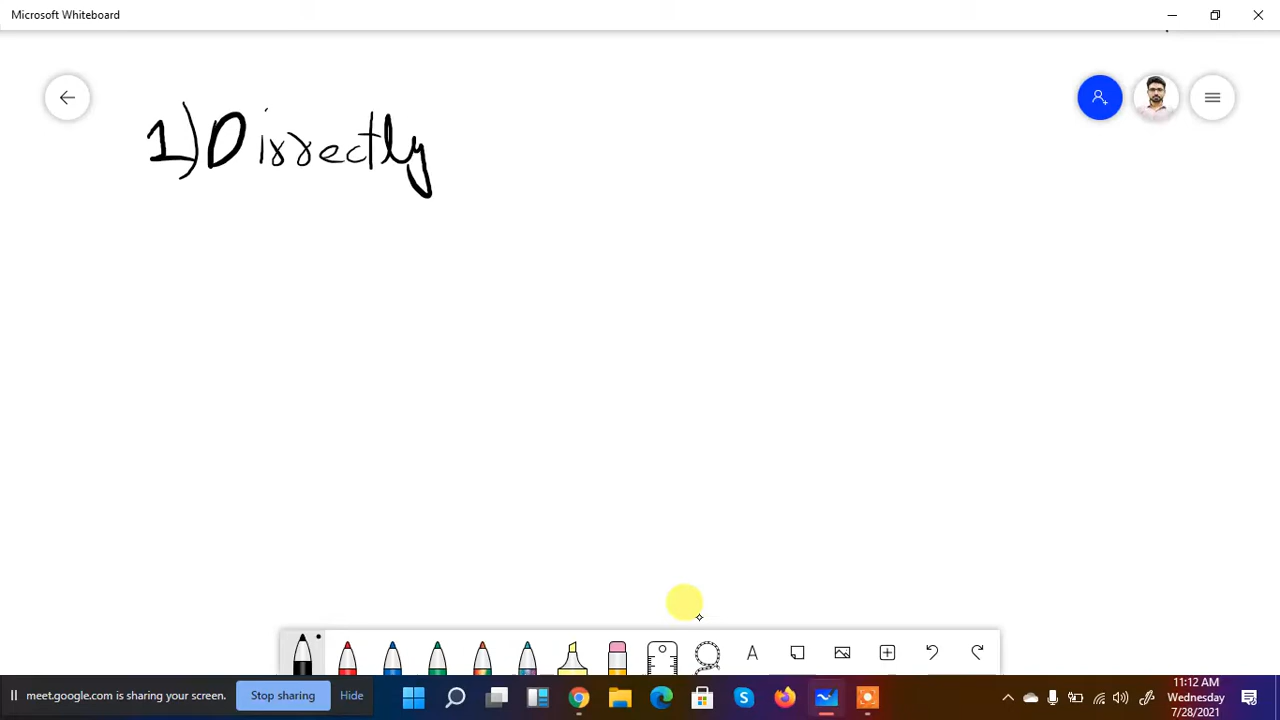 Microsoft Whiteboard
1) Dirrectly
A
meet.google.com is sharing your screen.
Stop sharing
Hide
11:12 AM
Wednesday
7/28/2021